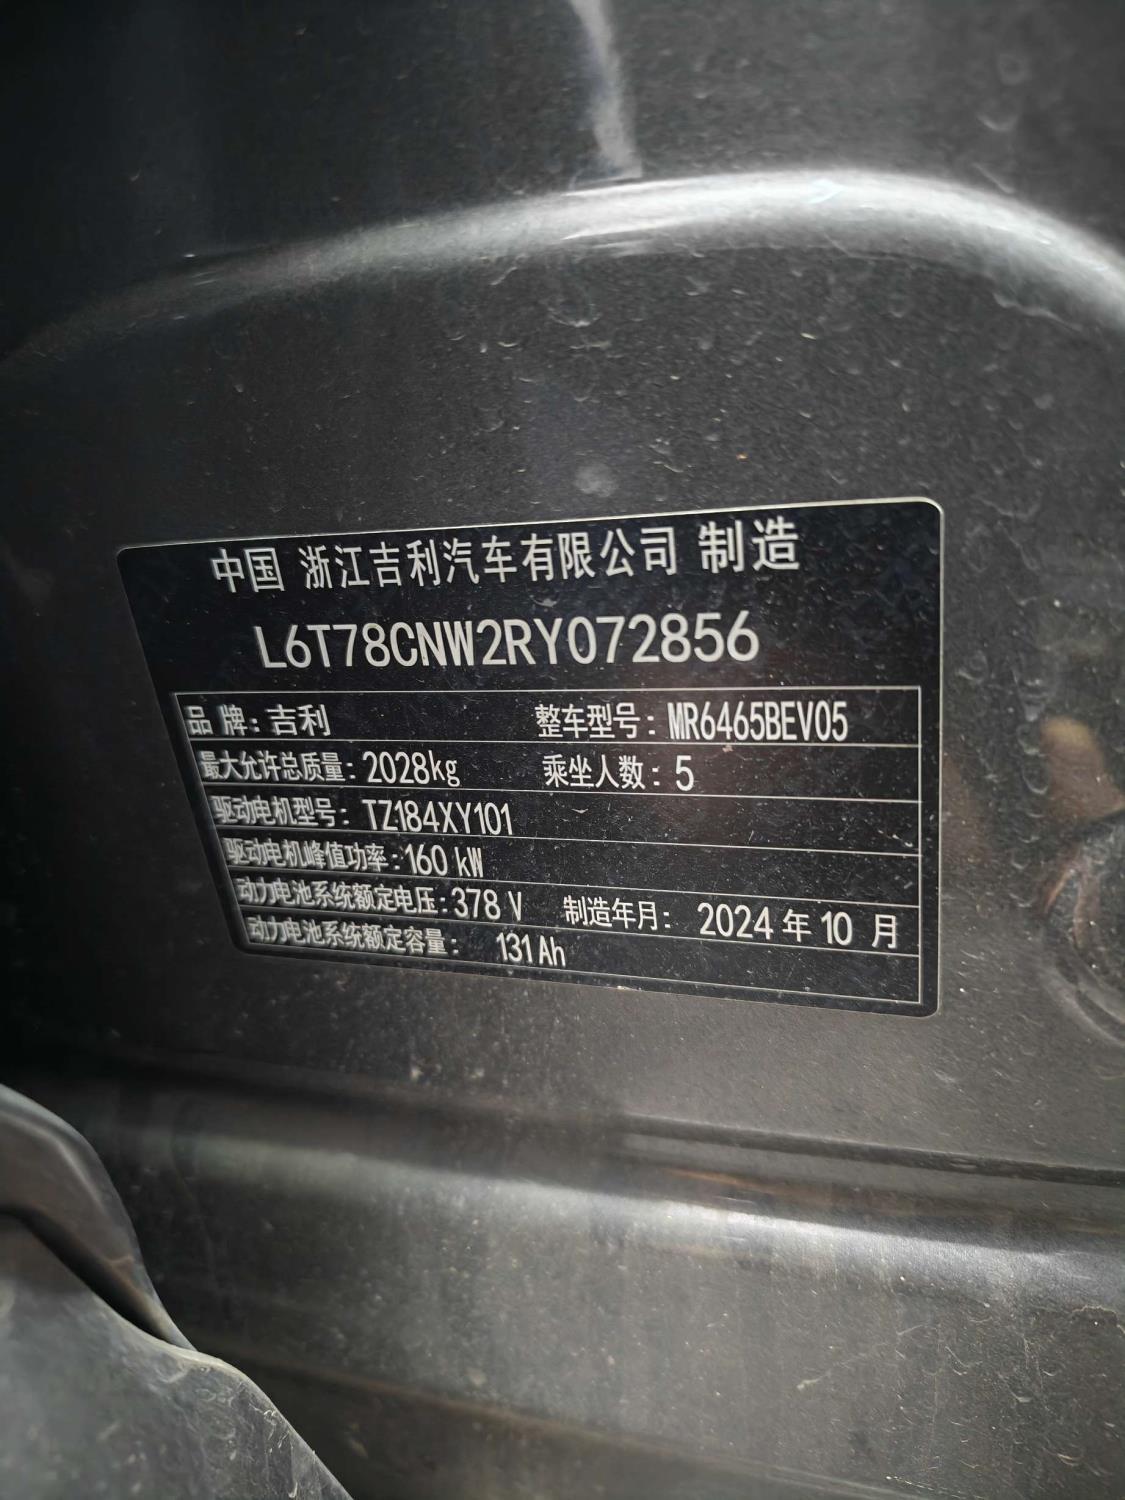 中国 浙江吉利汽车有限公司 制造
L6T78CNW2RY072856
品 牌: 吉利 整车型号: MR6465BEV05
最大允许总质量: 2028kg 乘坐人数: 5
驱动电机型号: TZ184XY101
驱动电机峰值功率: 160 kW
动力电池系统额定电压: 378 V 制造年月: 2024 年 10 月
动力电池系统额定容量: 131 Ah